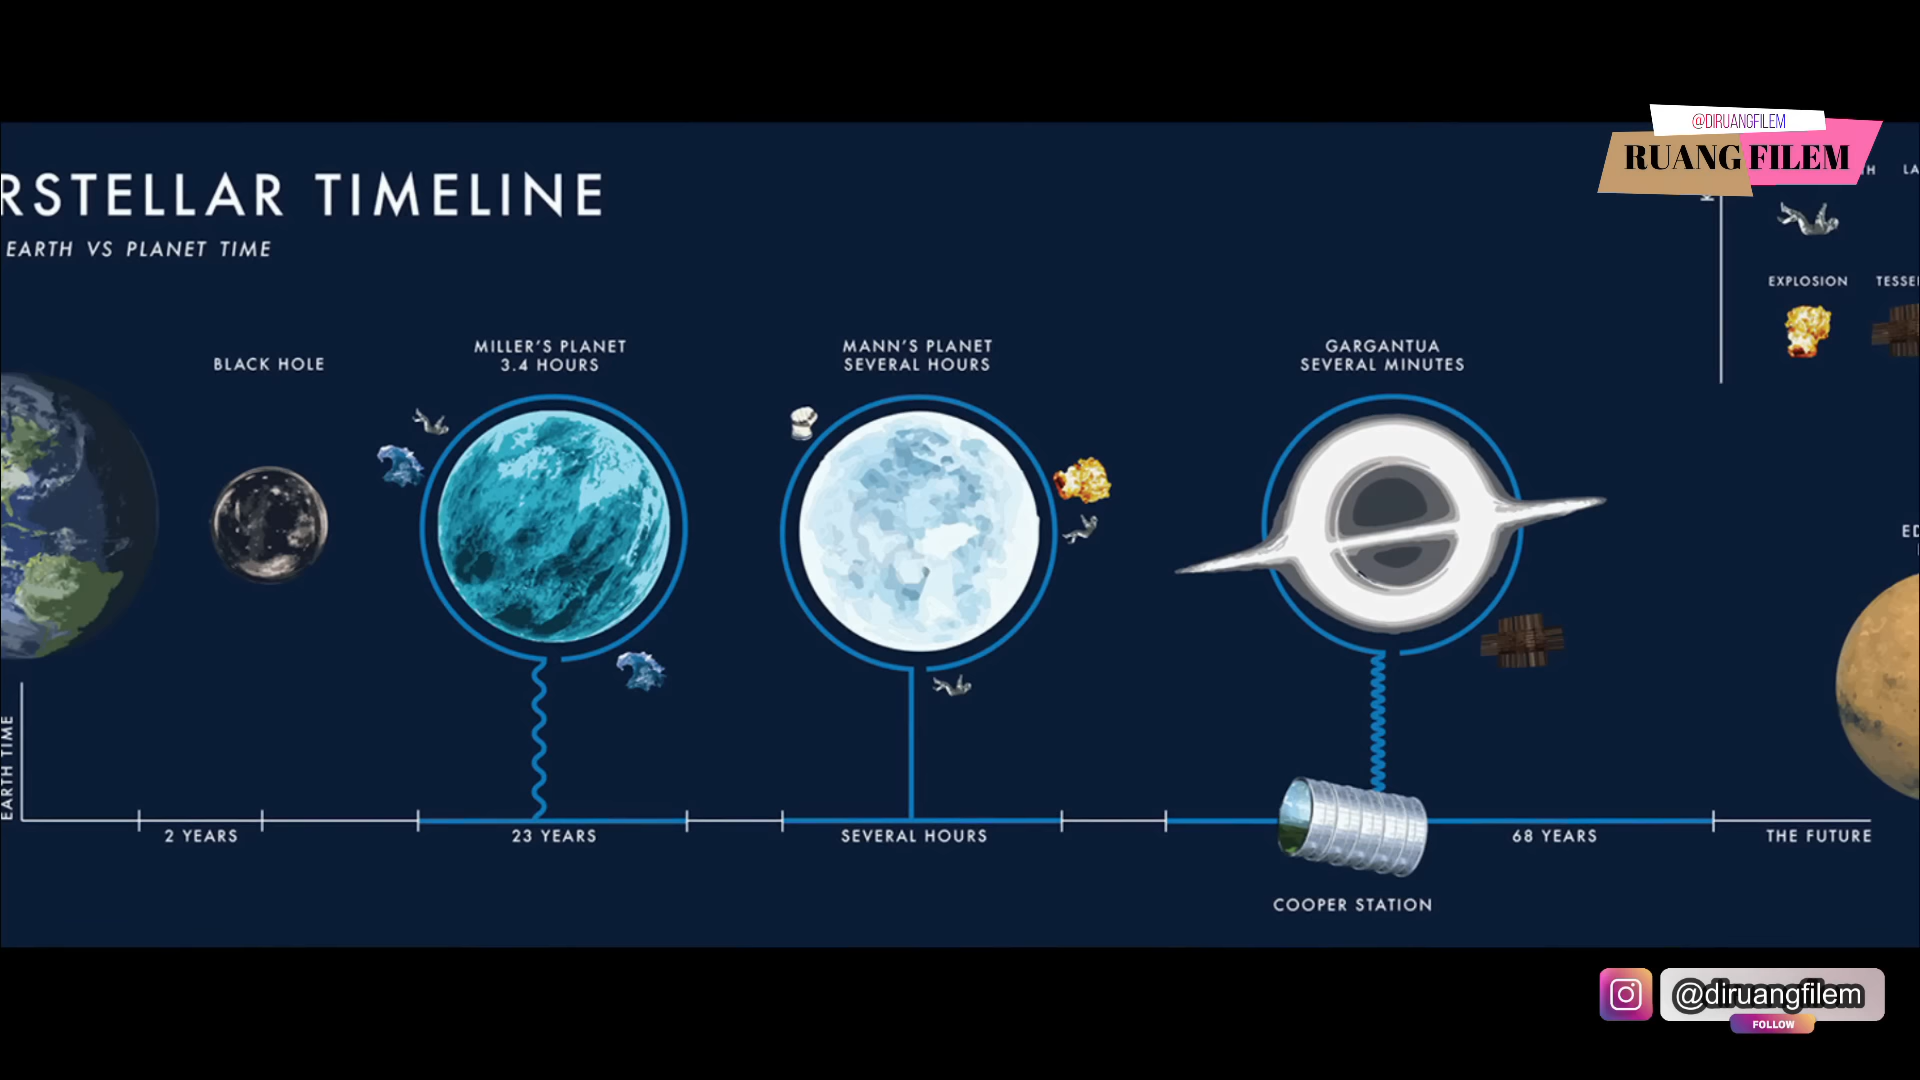 @DIRUANGFILEM
RUANG FILEM
RSTELLAR TIMELINE
EARTH VS PLANET TIME
EXPLOSION
BLACK HOLE
MILLER'S PLANET
3.4 HOURS
MANN'S PLANET
SEVERAL HOURS
GARGANTUA
SEVERAL MINUTES
EARTH TIME
2 YEARS
23 YEARS
SEVERAL HOURS
68 YEARS
THE FUTURE
COOPER STATION
@diruangfilem
FOLLOW